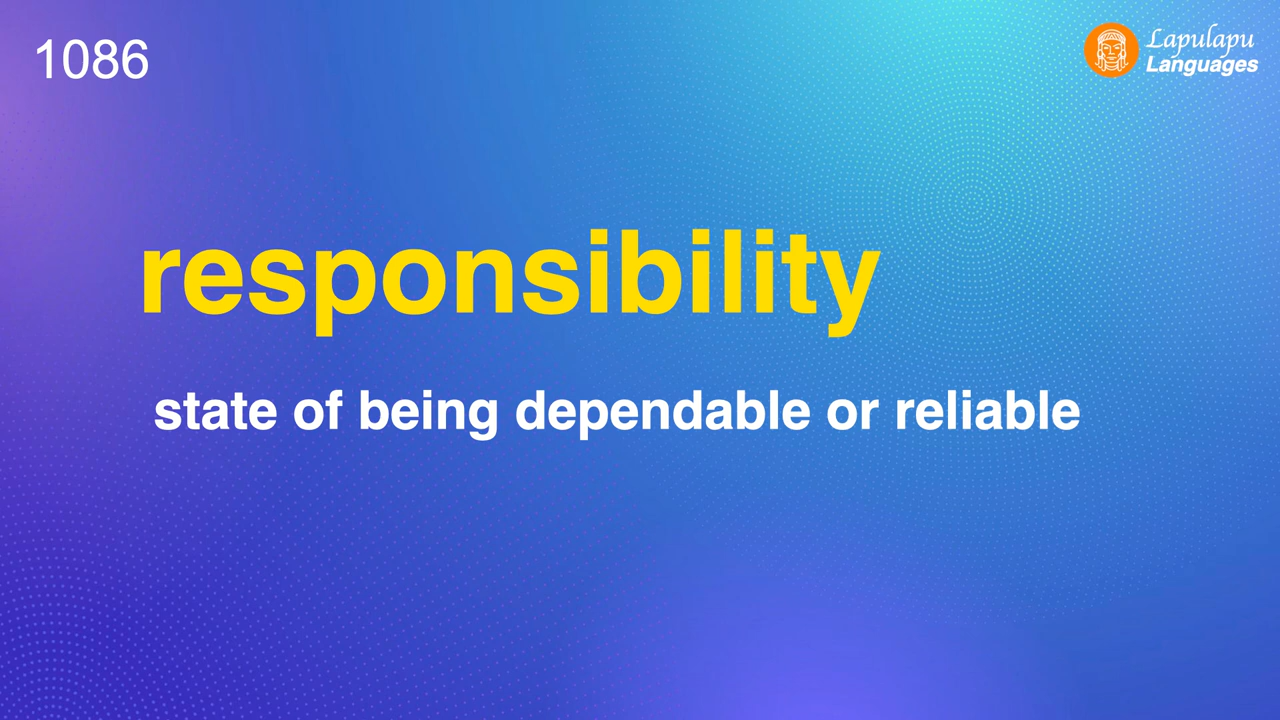 1086
Lapulapu
Languages
responsibility
state of being dependable or reliable